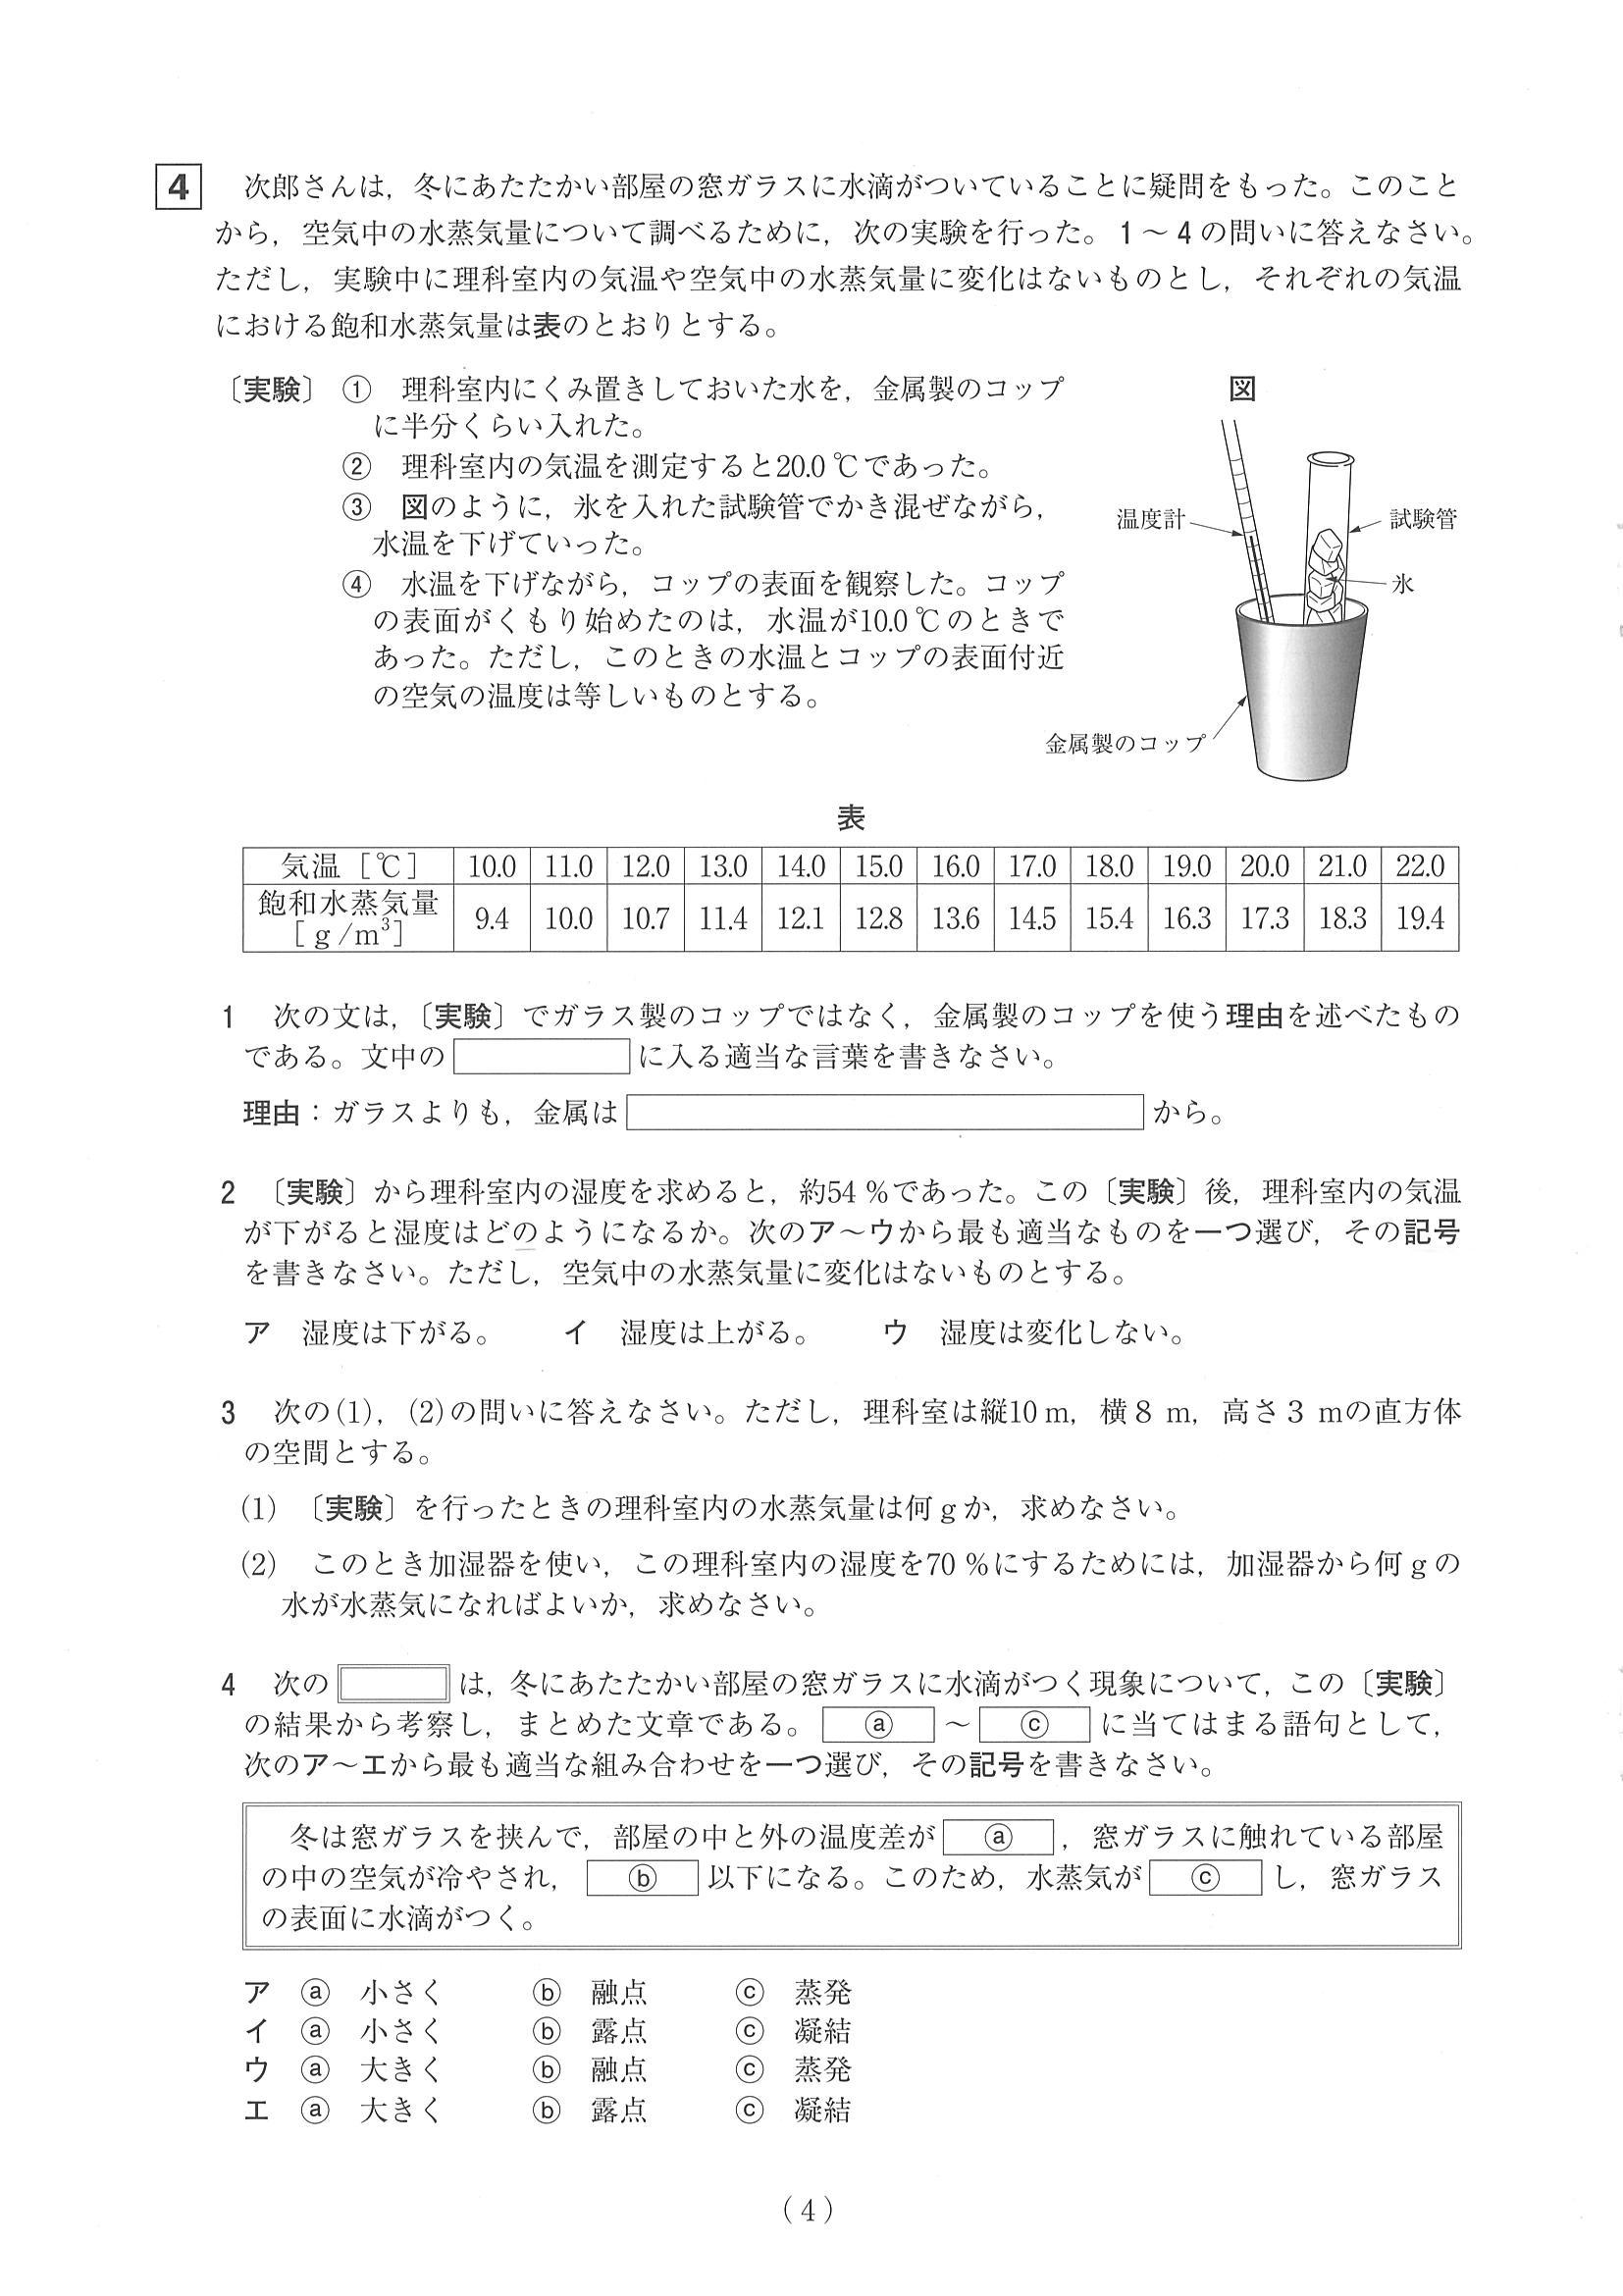 4 次郎さんは，冬にあたたかい部屋の窓ガラスに水滴がついていることに疑問をもった。このこと
から，空気中の水蒸気量について調べるために，次の実験を行った。1～4の問いに答えなさい。
ただし，実験中に理科室内の気温や空気中の水蒸気量に変化はないものとし，それぞれの気温
における飽和水蒸気量は表のとおりとする。
〔実験〕 ① 理科室内にくみ置きしておいた水を，金属製のコップ
に半分くらい入れた。
② 理科室内の気温を測定すると20.0℃であった。
③ 図のように，氷を入れた試験管でかき混ぜながら，
水温を下げていった。
④ 水温を下げながら，コップの表面を観察した。コップ
の表面がくもり始めたのは，水温が10.0℃のときで
あった。ただし，このときの水温とコップの表面付近
の空気の温度は等しいものとする。
図
温度計
試験管
氷
金属製のコップ
表
気温［℃］ 10.0 11.0 12.0 13.0 14.0 15.0 16.0 17.0 18.0 19.0 20.0 21.0 22.0
飽和水蒸気量
［g/m³］ 9.4 10.0 10.7 11.4 12.1 12.8 13.6 14.5 15.4 16.3 17.3 18.3 19.4
1 次の文は，〔実験〕でガラス製のコップではなく，金属製のコップを使う理由を述べたもの
である。文中の に入る適当な言葉を書きなさい。
理由：ガラスよりも，金属は から。
2 〔実験〕から理科室内の湿度を求めると，約54％であった。この〔実験〕後，理科室内の気温
が下がると湿度はどのようになるか。次のア～ウから最も適当なものを一つ選び，その記号
を書きなさい。ただし，空気中の水蒸気量に変化はないものとする。
ア 湿度は下がる。 イ 湿度は上がる。 ウ 湿度は変化しない。
3 次の(1)，(2)の問いに答えなさい。ただし，理科室は縦10 m，横8 m，高さ3 mの直方体
の空間とする。
(1) 〔実験〕を行ったときの理科室内の水蒸気量は何gか，求めなさい。
(2) このとき加湿器を使い，この理科室内の湿度を70％にするためには，加湿器から何gの
水が水蒸気になればよいか，求めなさい。
4 次の は，冬にあたたかい部屋の窓ガラスに水滴がつく現象について，この〔実験〕
の結果から考察し，まとめた文章である。 ⓐ ～ ⓒ に当てはまる語句として，
次のア～エから最も適当な組み合わせを一つ選び，その記号を書きなさい。
冬は窓ガラスを挟んで，部屋の中と外の温度差が ⓐ ，窓ガラスに触れている部屋
の中の空気が冷やされ， ⓑ 以下になる。このため，水蒸気が ⓒ し，窓ガラス
の表面に水滴がつく。
ア ⓐ 小さく ⓑ 融点 ⓒ 蒸発
イ ⓐ 小さく ⓑ 露点 ⓒ 凝結
ウ ⓐ 大きく ⓑ 融点 ⓒ 蒸発
エ ⓐ 大きく ⓑ 露点 ⓒ 凝結
(4)